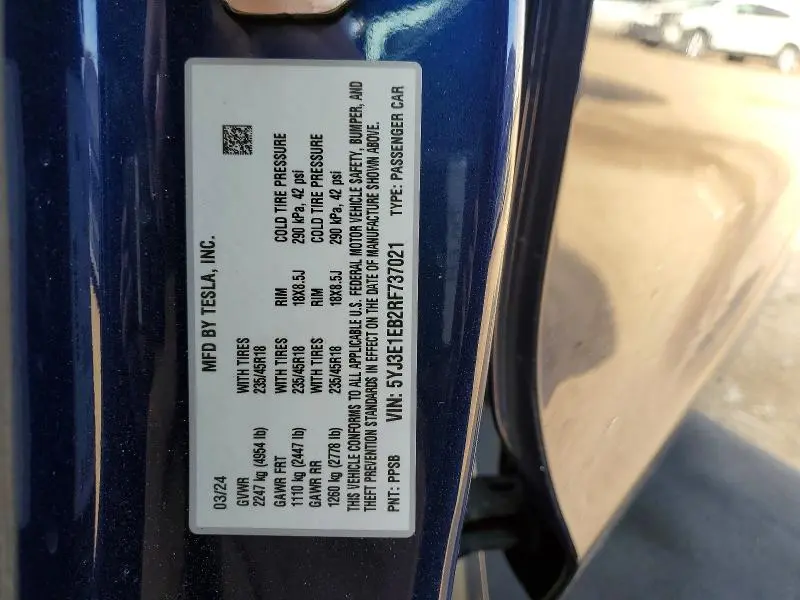 MFD BY TESLA, INC.
03/24
GVWR WITH TIRES
2247 kg (4954 lb) 235/45R18
GAWR FRT WITH TIRES RIM COLD TIRE PRESSURE
1110 kg (2447 lb) 235/45R18 18X8.5J 290 kPa, 42 psi
GAWR RR WITH TIRES RIM COLD TIRE PRESSURE
1260 kg (2778 lb) 235/45R18 18X8.5J 290 kPa, 42 psi
THIS VEHICLE CONFORMS TO ALL APPLICABLE U.S. FEDERAL MOTOR VEHICLE SAFETY, BUMPER, AND
THEFT PREVENTION STANDARDS IN EFFECT ON THE DATE OF MANUFACTURE SHOWN ABOVE.
PNT: PPSB VIN: 5YJ3E1EB2RF737021 TYPE: PASSENGER CAR